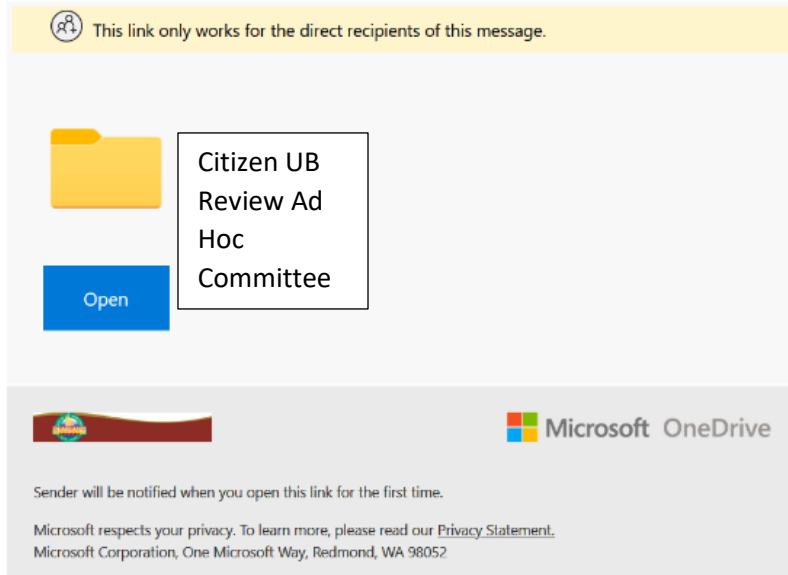 This link only works for the direct recipients of this message.
Citizen UB
Review Ad
Hoc
Committee
Open
Microsoft OneDrive
Sender will be notified when you open this link for the first time.
Microsoft respects your privacy. To learn more, please read our Privacy Statement.
Microsoft Corporation, One Microsoft Way, Redmond, WA 98052